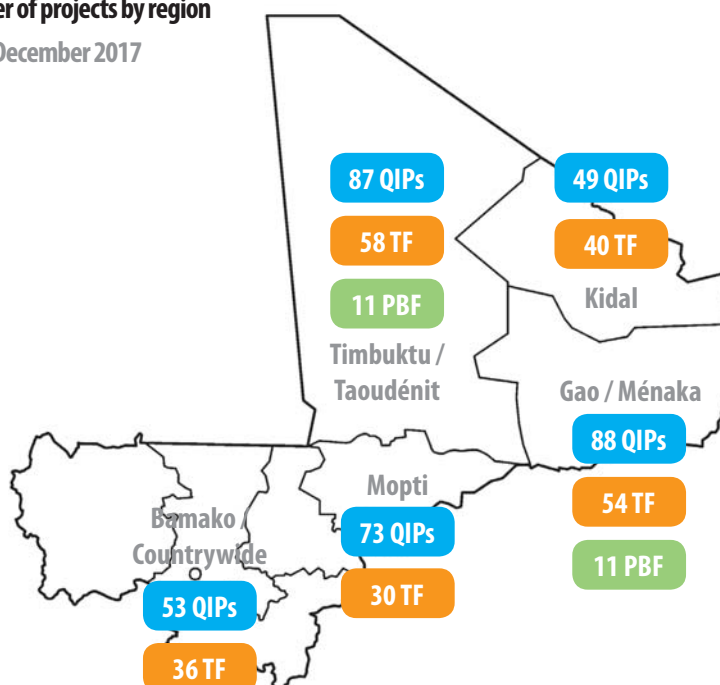 of projects by region
December 2017
87 QIPs
58 TF
11 PBF
Timbuktu /
Taoudénit
49 QIPs
40 TF
Kidal
Gao / Ménaka
88 QIPs
54 TF
11 PBF
Mopti
73 QIPs
30 TF
Bamako /
Countrywide
53 QIPs
36 TF